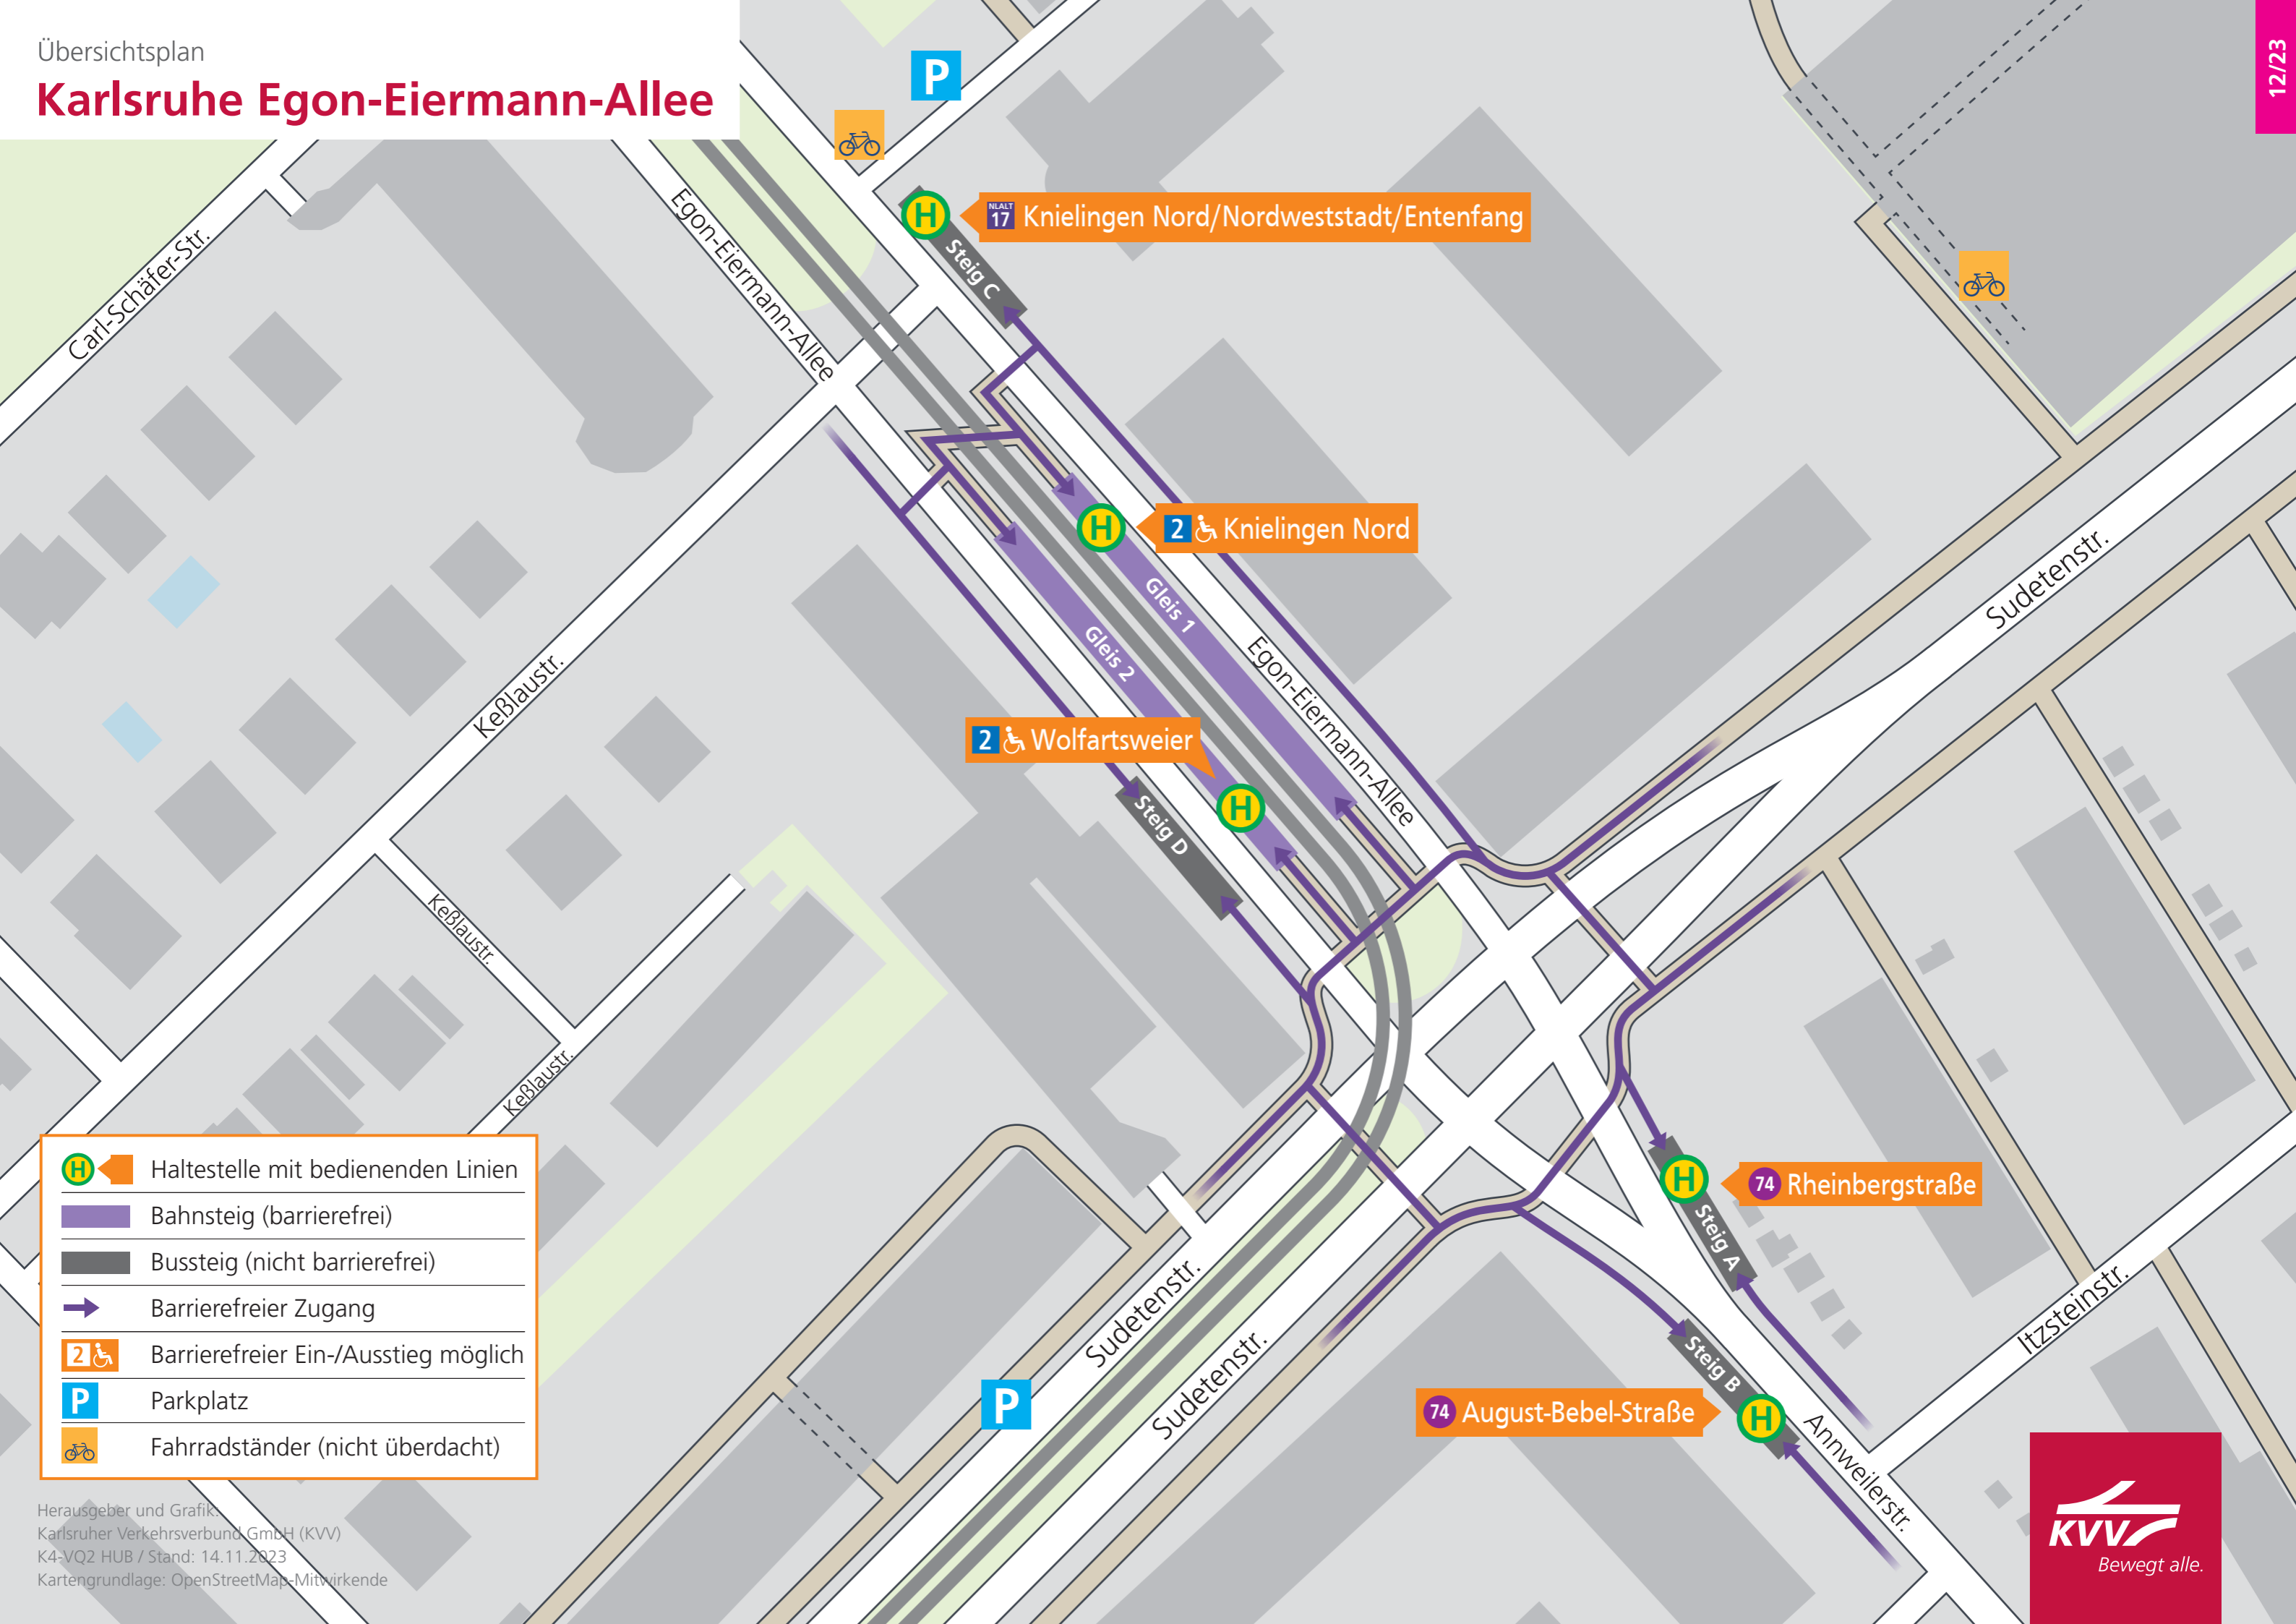 Übersichtsplan
Karlsruhe Egon-Eiermann-Allee
12/23
P
H
NLALT
17 Knielingen Nord/Nordweststadt/Entenfang
Steig C
Egon-Eiermann-Allee
Carl-Schäfer-Str.
H
2 Knielingen Nord
Gleis 1
Gleis 2
Sudetenstr.
Egon-Eiermann-Allee
Keßlaustr.
2 Wolfartsweier
H
Steig D
Keßlaustr.
Keßlaustr.
H
74 Rheinbergstraße
Steig A
Sudetenstr.
Sudetenstr.
Itzsteinstr.
Steig B
P
74 August-Bebel-Straße
H
Annweilerstr.
H Haltestelle mit bedienenden Linien
Bahnsteig (barrierefrei)
Bussteig (nicht barrierefrei)
Barrierefreier Zugang
2 Barrierefreier Ein-/Ausstieg möglich
P Parkplatz
Fahrradständer (nicht überdacht)
Herausgeber und Grafik:
Karlsruher Verkehrsverbund GmbH (KVV)
K4-VQ2 HUB / Stand: 14.11.2023
Kartengrundlage: OpenStreetMap-Mitwirkende
KVV
Bewegt alle.